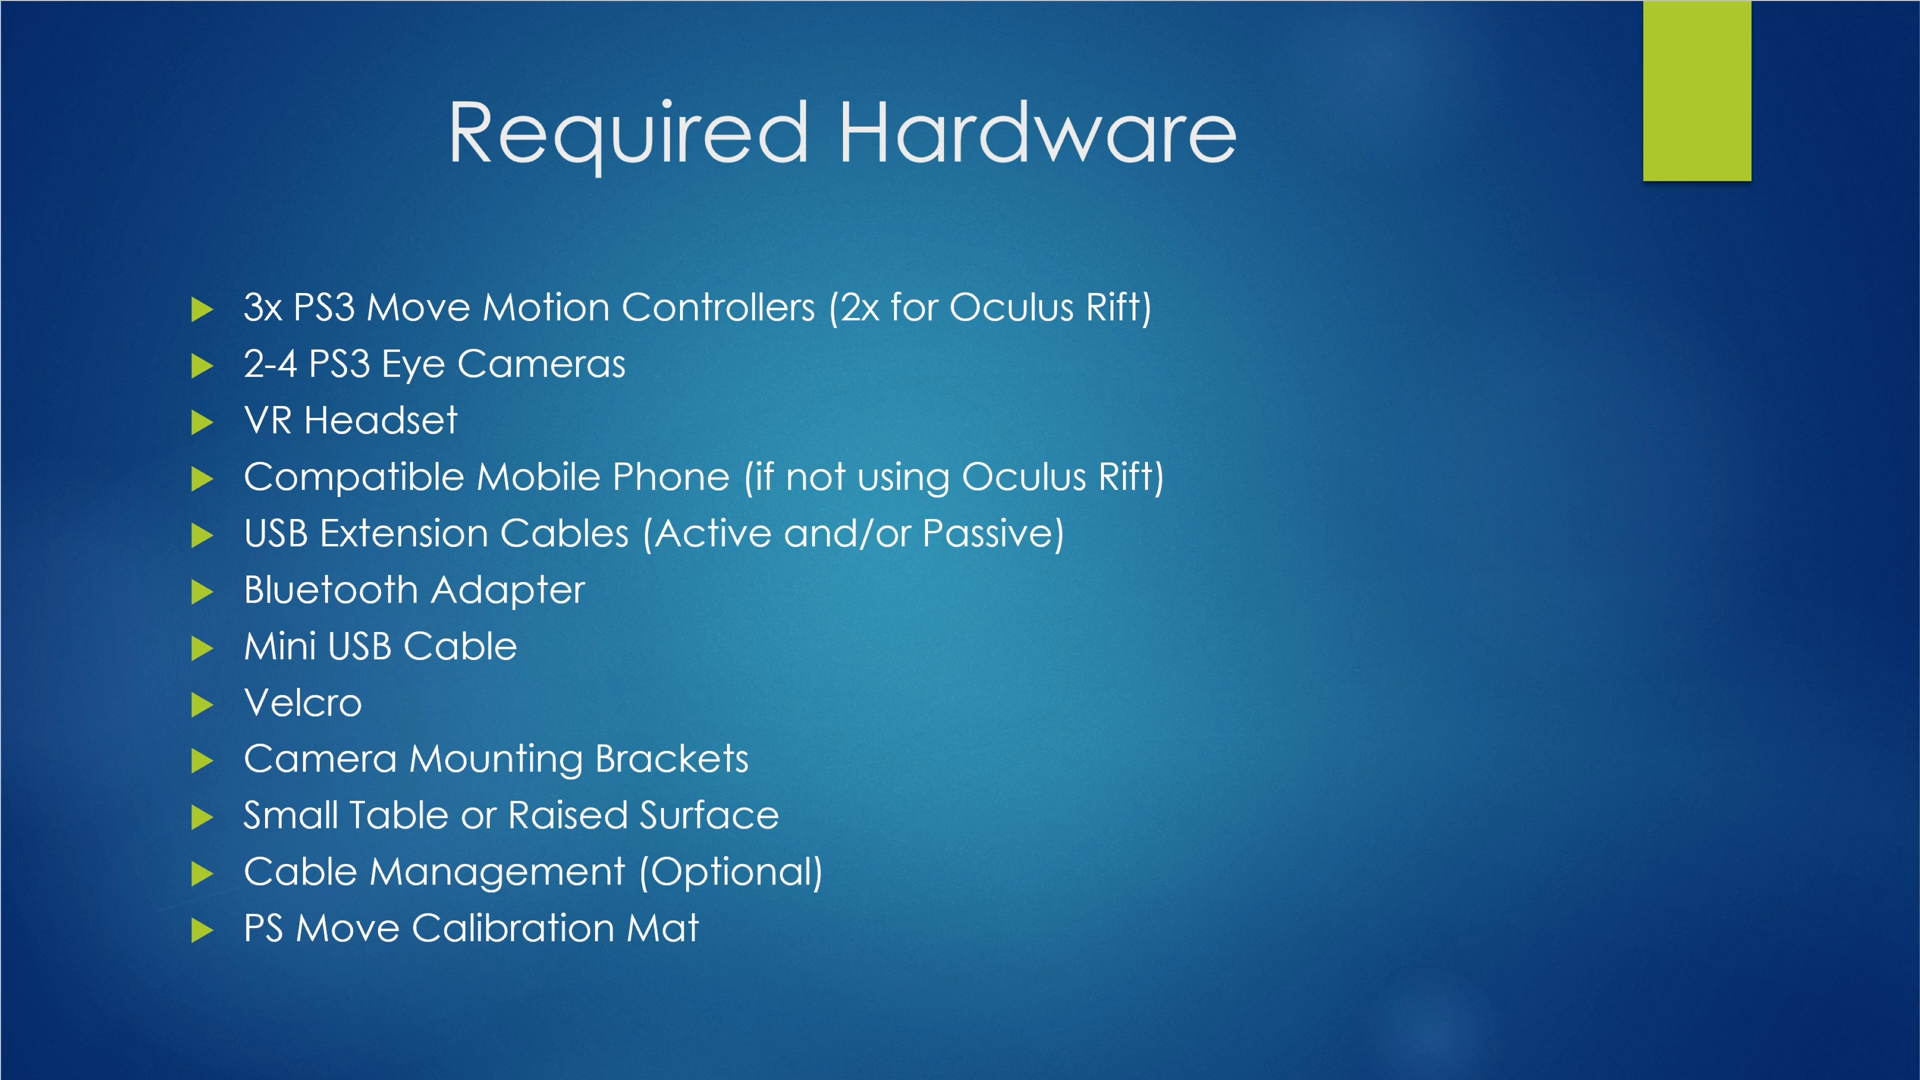 Required Hardware
3x PS3 Move Motion Controllers (2x for Oculus Rift)
2-4 PS3 Eye Cameras
VR Headset
Compatible Mobile Phone (if not using Oculus Rift)
USB Extension Cables (Active and/or Passive)
Bluetooth Adapter
Mini USB Cable
Velcro
Camera Mounting Brackets
Small Table or Raised Surface
Cable Management (Optional)
PS Move Calibration Mat